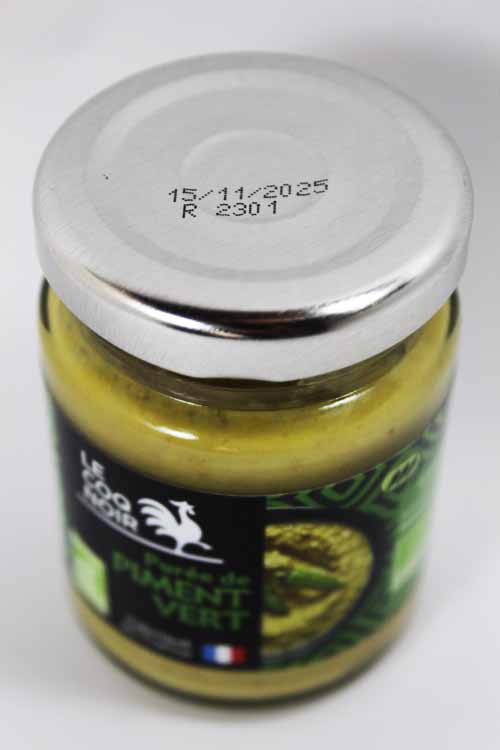 15/11/2025
R 2301
LE
COQ
NOIR
Purée de
PIMENT
VERT